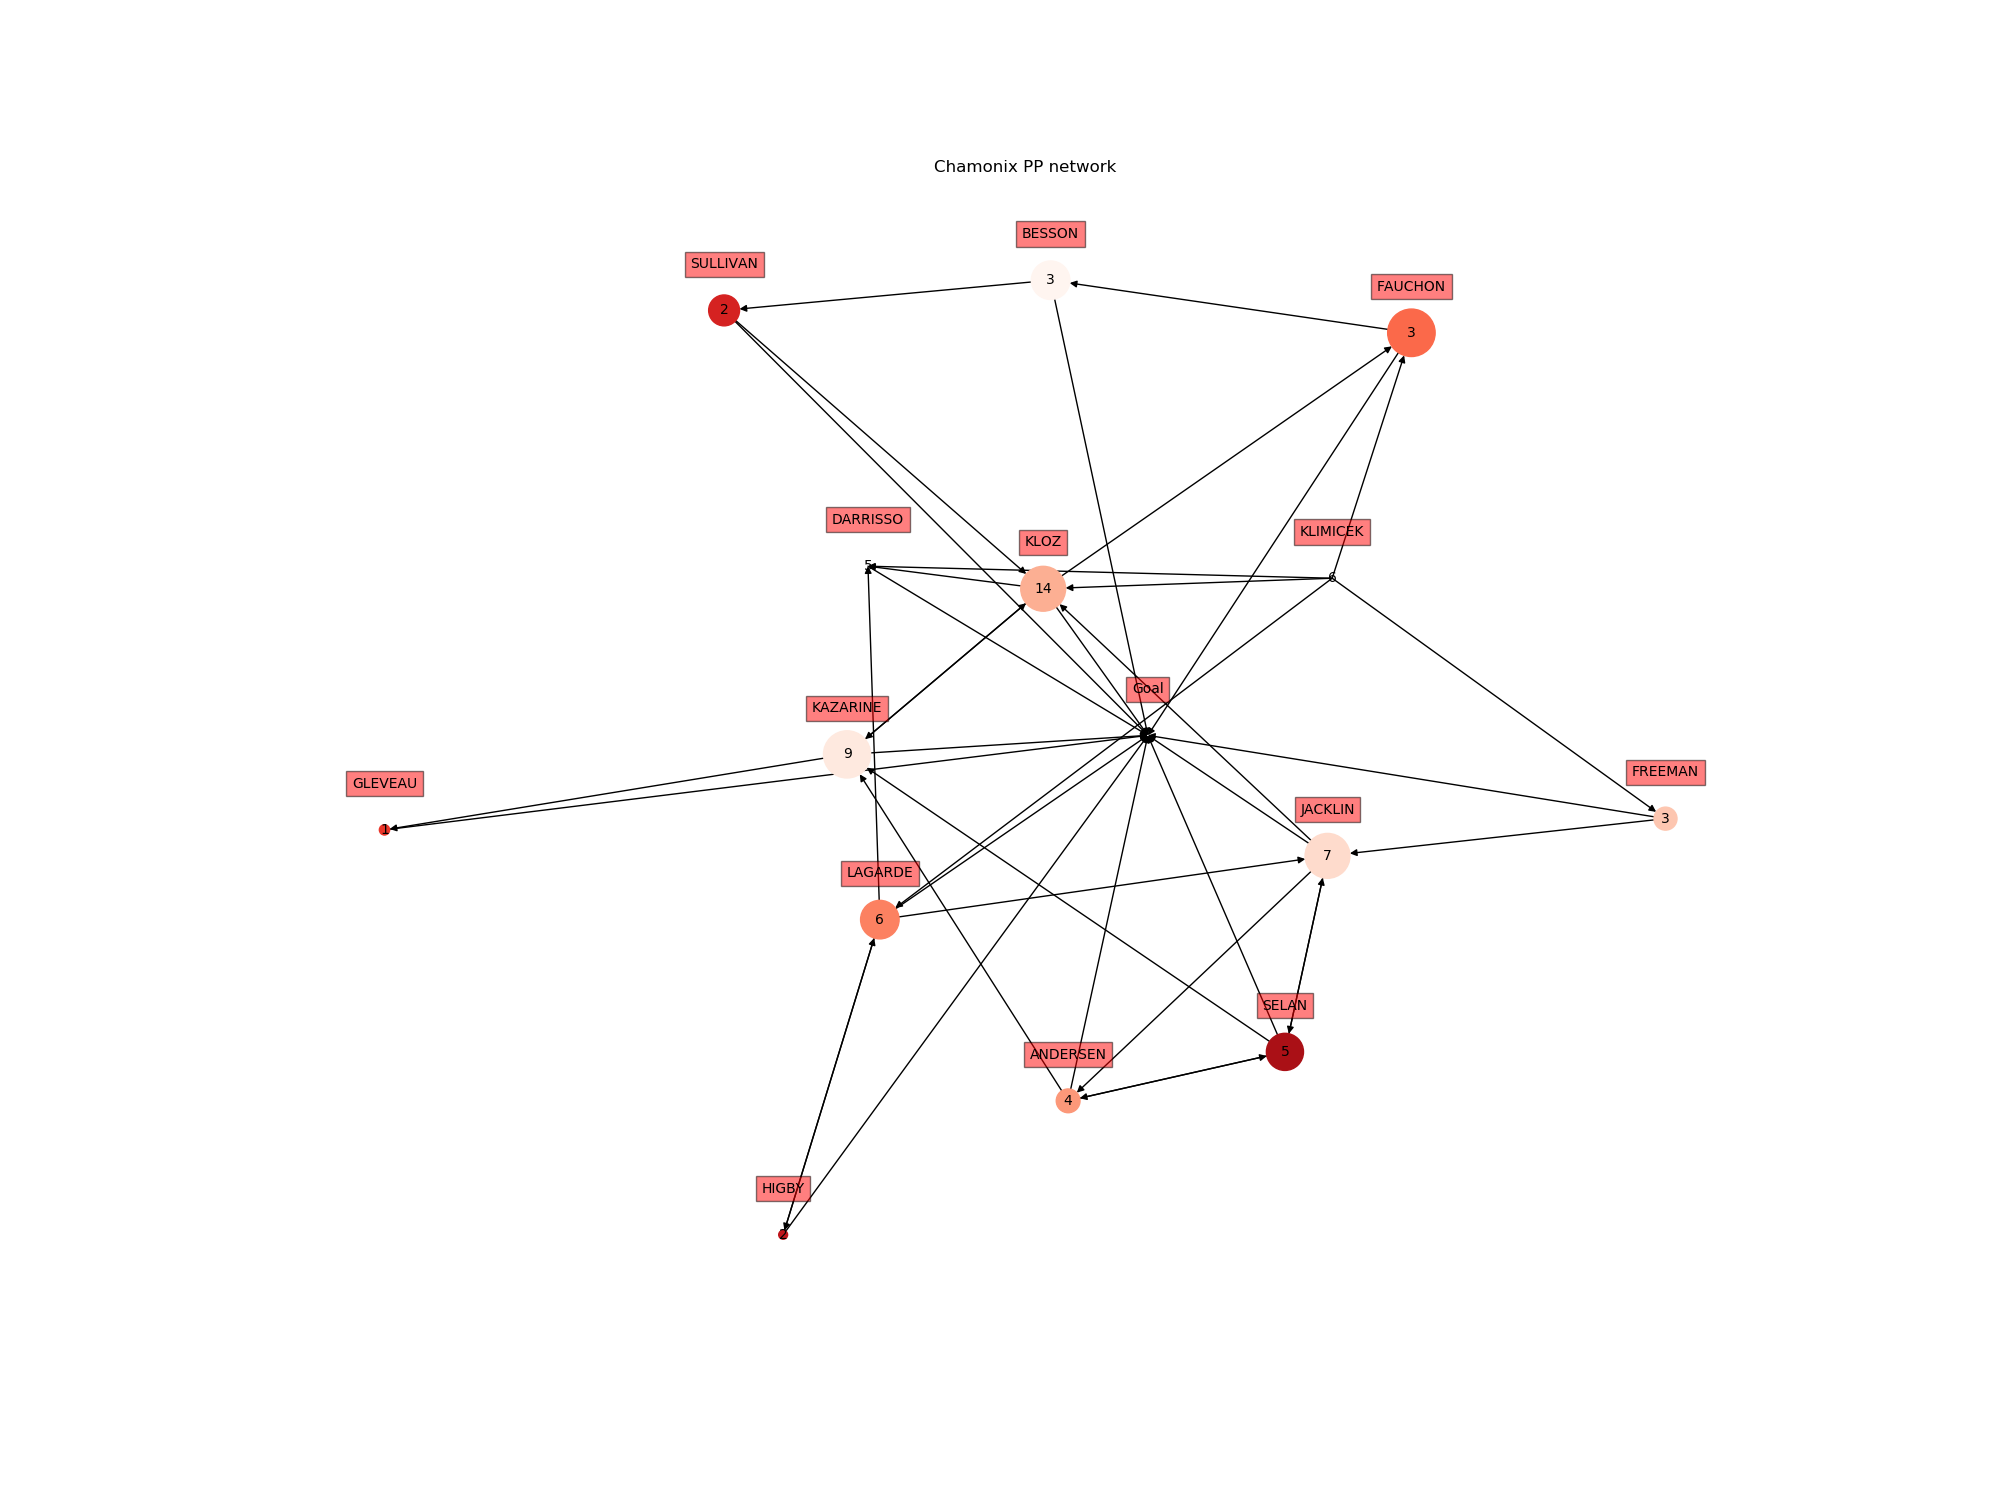 Chamonix PP network
BESSON
SULLIVAN
3
FAUCHON
2
3
DARRISSO
KLIMICEK
KLOZ
5
6
14
Goal
KAZARINE
9
FREEMAN
GLEVEAU
JACKLIN
3
1
7
LAGARDE
6
SELAN
5
ANDERSEN
4
HIGBY
2